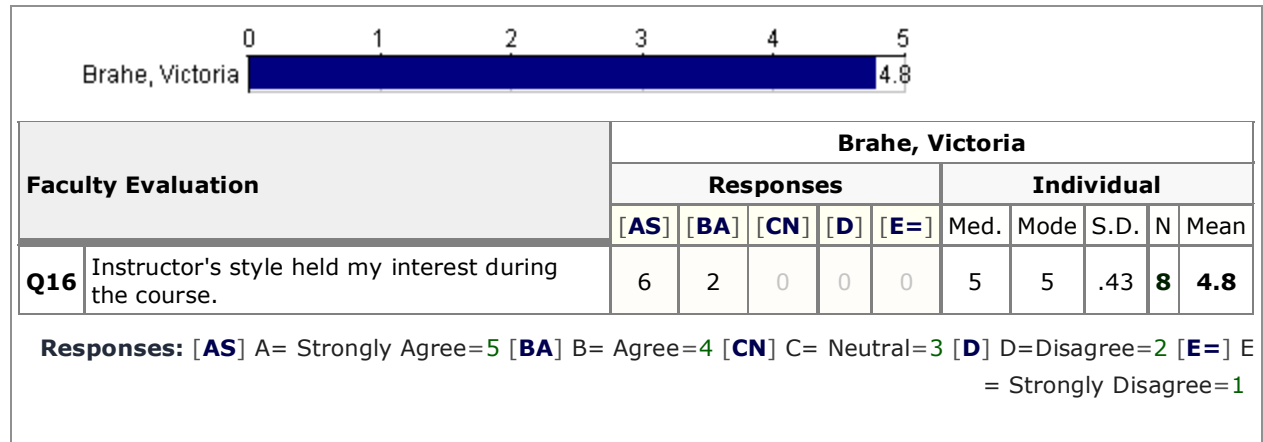 0 1 2 3 4 5
Brahe, Victoria 4.8
Brahe, Victoria
Faculty Evaluation Responses Individual
[AS] [BA] [CN] [D] [E=] Med. Mode S.D. N Mean
Q16 Instructor's style held my interest during
the course. 6 2 0 0 0 5 5 .43 8 4.8
Responses: [AS] A= Strongly Agree=5 [BA] B= Agree=4 [CN] C= Neutral=3 [D] D=Disagree=2 [E=] E
= Strongly Disagree=1